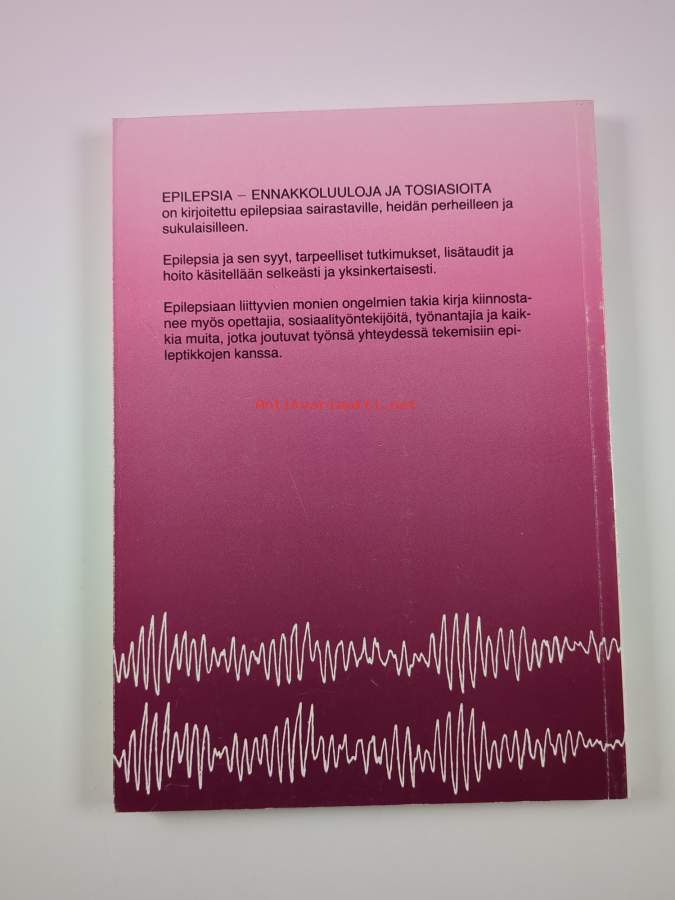 EPILEPSIA – ENNAKKOLUULOJA JA TOSIASIOITA
on kirjoitettu epilepsiaa sairastaville, heidän perheilleen ja
sukulaisilleen.
Epilepsia ja sen syyt, tarpeelliset tutkimukset, lisätaudit ja
hoito käsitellään selkeästi ja yksinkertaisesti.
Epilepsiaan liittyvien monien ongelmien takia kirja kiinnosta-
nee myös opettajia, sosiaalityöntekijöitä, työnantajia ja kaik-
kia muita, jotka joutuvat työnsä yhteydessä tekemisiin epi-
leptikkojen kanssa.
Antikvariaatti.net